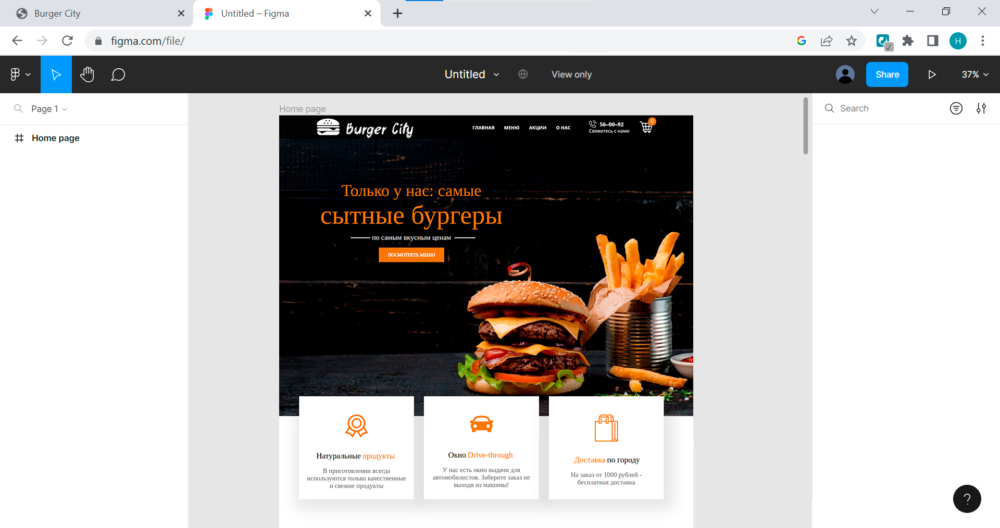 Burger City
Untitled – Figma
figma.com/file/
H
Untitled
View only
Share
37%
Page 1
Home page
Search
Home page
Burger City
ГЛАВНАЯ МЕНЮ АКЦИИ О НАС
56–00–92
Свяжитесь с нами
0
Только у нас: самые
сытные бургеры
по самым вкусным ценам
ПОСМОТРЕТЬ МЕНЮ
Натуральные продукты
В приготовлении всегда
используются только качественные
и свежие продукты
Окно Drive-through
У нас есть окно выдачи для
автомобилистов. Заберите заказ не
выходя из машины!
Доставка по городу
На заказ от 1000 рублей -
бесплатная доставка
?